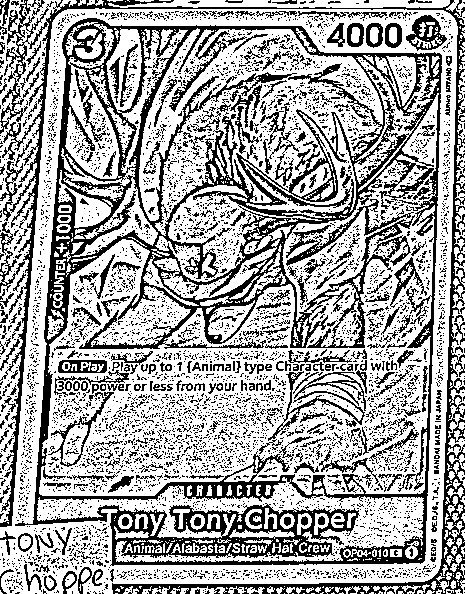 3
4000
COUNTER +1000
On Play Play up to 1 {Animal} type Character card with
3000 power or less from your hand.
CHARACTER
Tony Tony.Chopper
Animal/Alabasta/Straw Hat Crew
OP04-010 C 1
BANDAI MADE IN JAPAN
TONY
Choppe